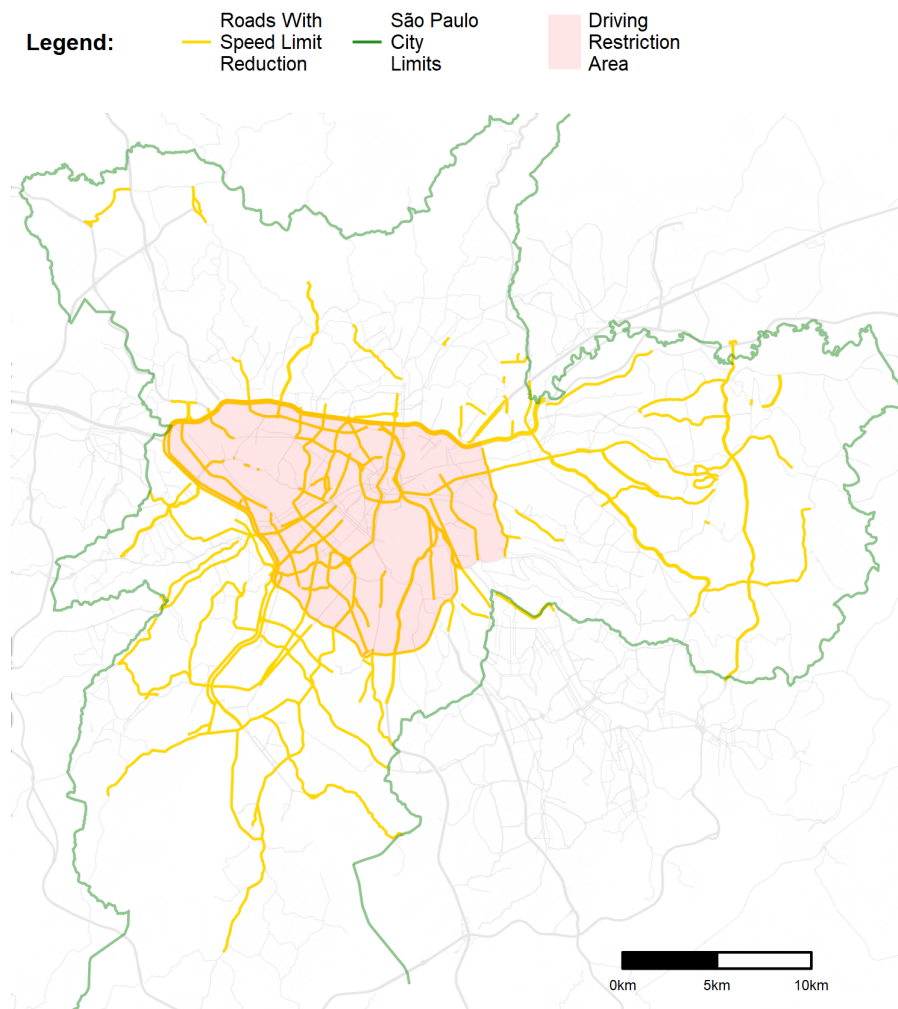 Legend:
Roads With
Speed Limit
Reduction
São Paulo
City
Limits
Driving
Restriction
Area
0km 5km 10km